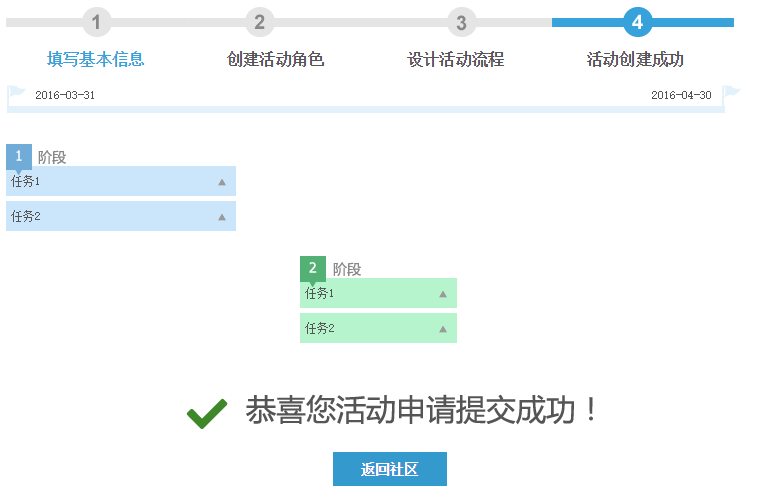 1 2 3 4
填写基本信息 创建活动角色 设计活动流程 活动创建成功
2016-03-31 2016-04-30
1 阶段
任务1
任务2
2 阶段
任务1
任务2
恭喜您活动申请提交成功！
返回社区